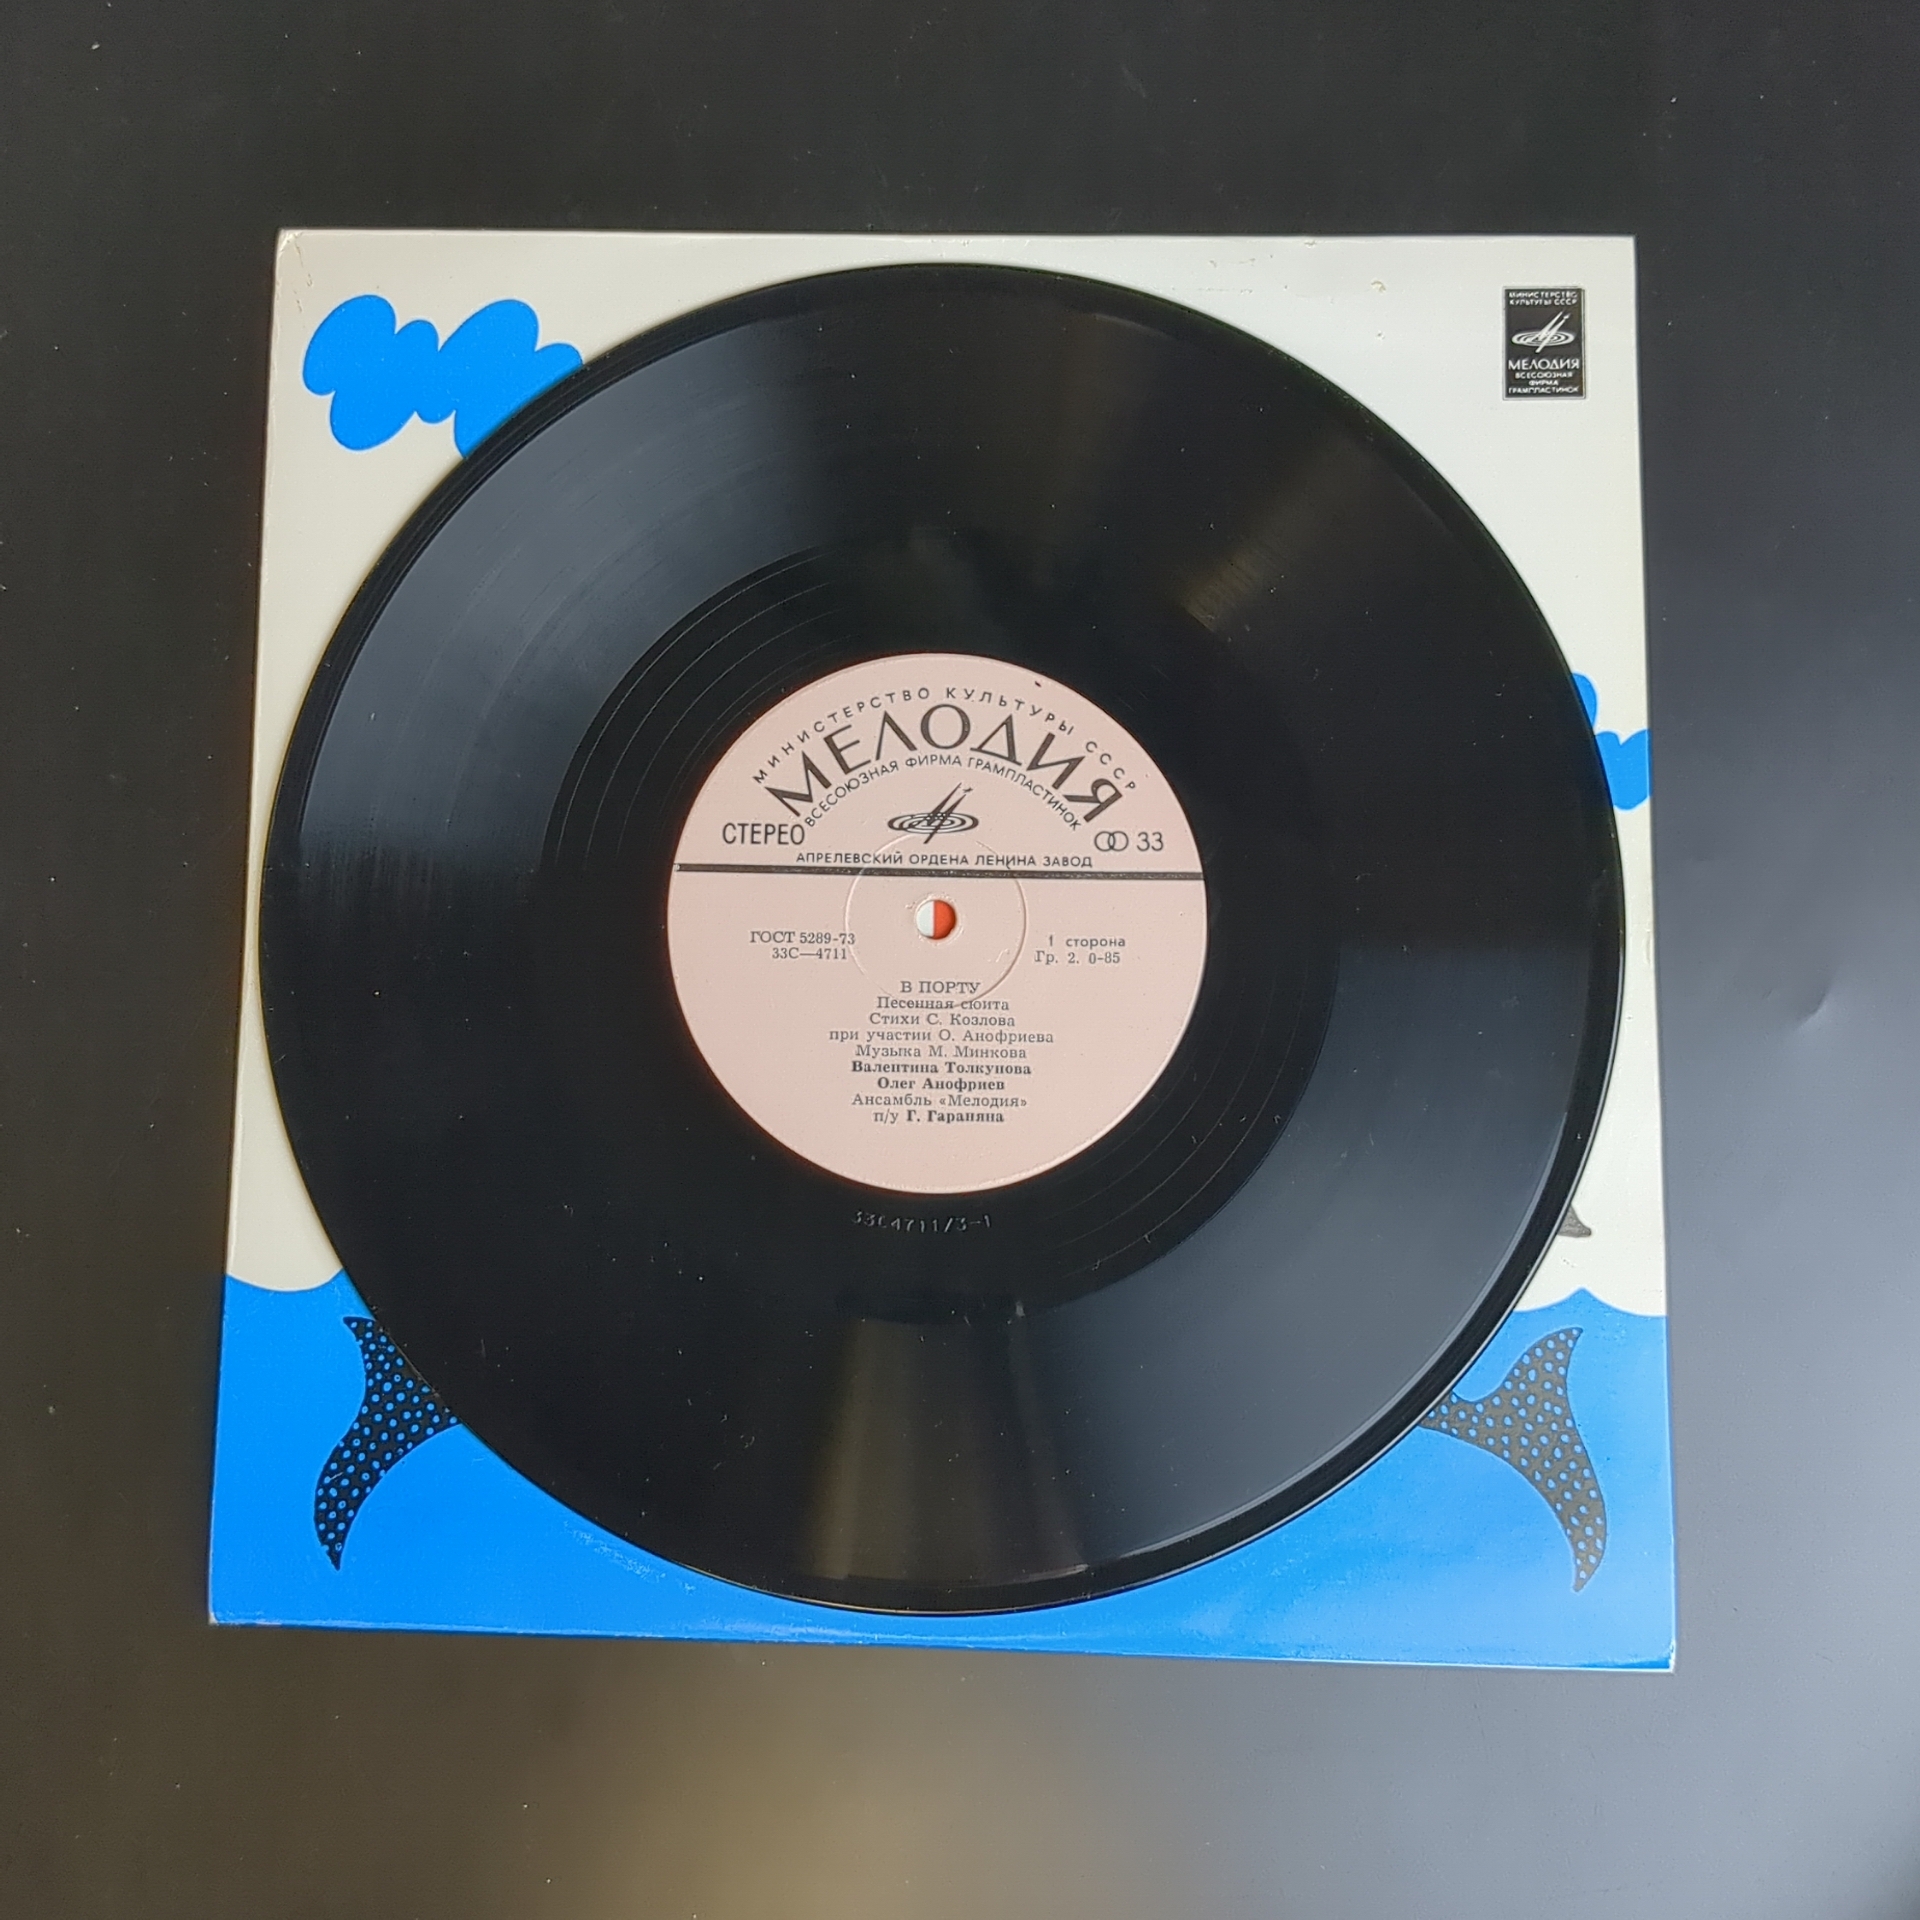 МИНИСТЕРСТВО
КУЛЬТУРЫ СССР
МЕЛОДИЯ
ВСЕСОЮЗНАЯ
ФИРМА
ГРАМПЛАСТИНОК
МИНИСТЕРСТВО КУЛЬТУРЫ СССР
МЕЛОДИЯ
ВСЕСОЮЗНАЯ ФИРМА ГРАМПЛАСТИНОК
СТЕРЕО
33
АПРЕЛЕВСКИЙ ОРДЕНА ЛЕНИНА ЗАВОД
ГОСТ 5289-73
33С—4711
1 сторона
Гр. 2. 0-85
В ПОРТУ
Песенная сюита
Стихи С. Козлова
при участии О. Анофриева
Музыка М. Минкова
Валентина Толкунова
Олег Анофриев
Ансамбль «Мелодия»
п/у Г. Гараняна
33С4711/3-1